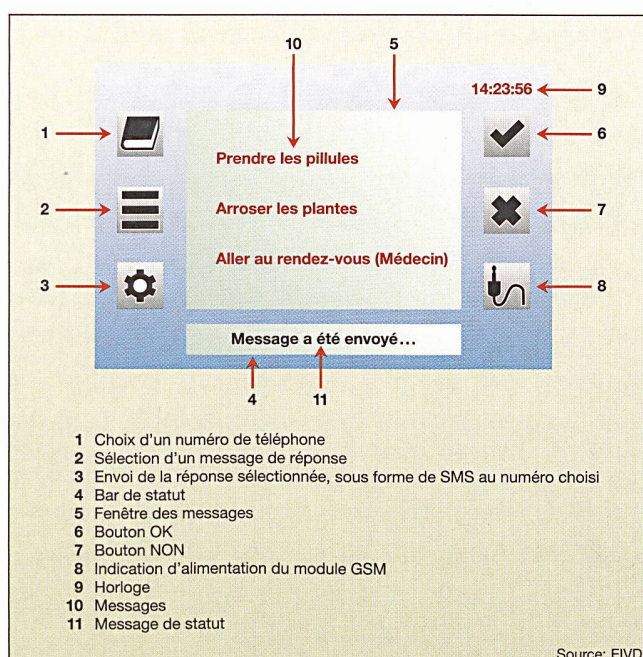 10 5
14:23:56 9
1 6
Prendre les pillules
2 Arroser les plantes 7
Aller au rendez-vous (Médecin)
3 8
Message a été envoyé...
4 11
1 Choix d'un numéro de téléphone
2 Sélection d'un message de réponse
3 Envoi de la réponse sélectionnée, sous forme de SMS au numéro choisi
4 Bar de statut
5 Fenêtre des messages
6 Bouton OK
7 Bouton NON
8 Indication d'alimentation du module GSM
9 Horloge
10 Messages
11 Message de statut
Source: EIVD